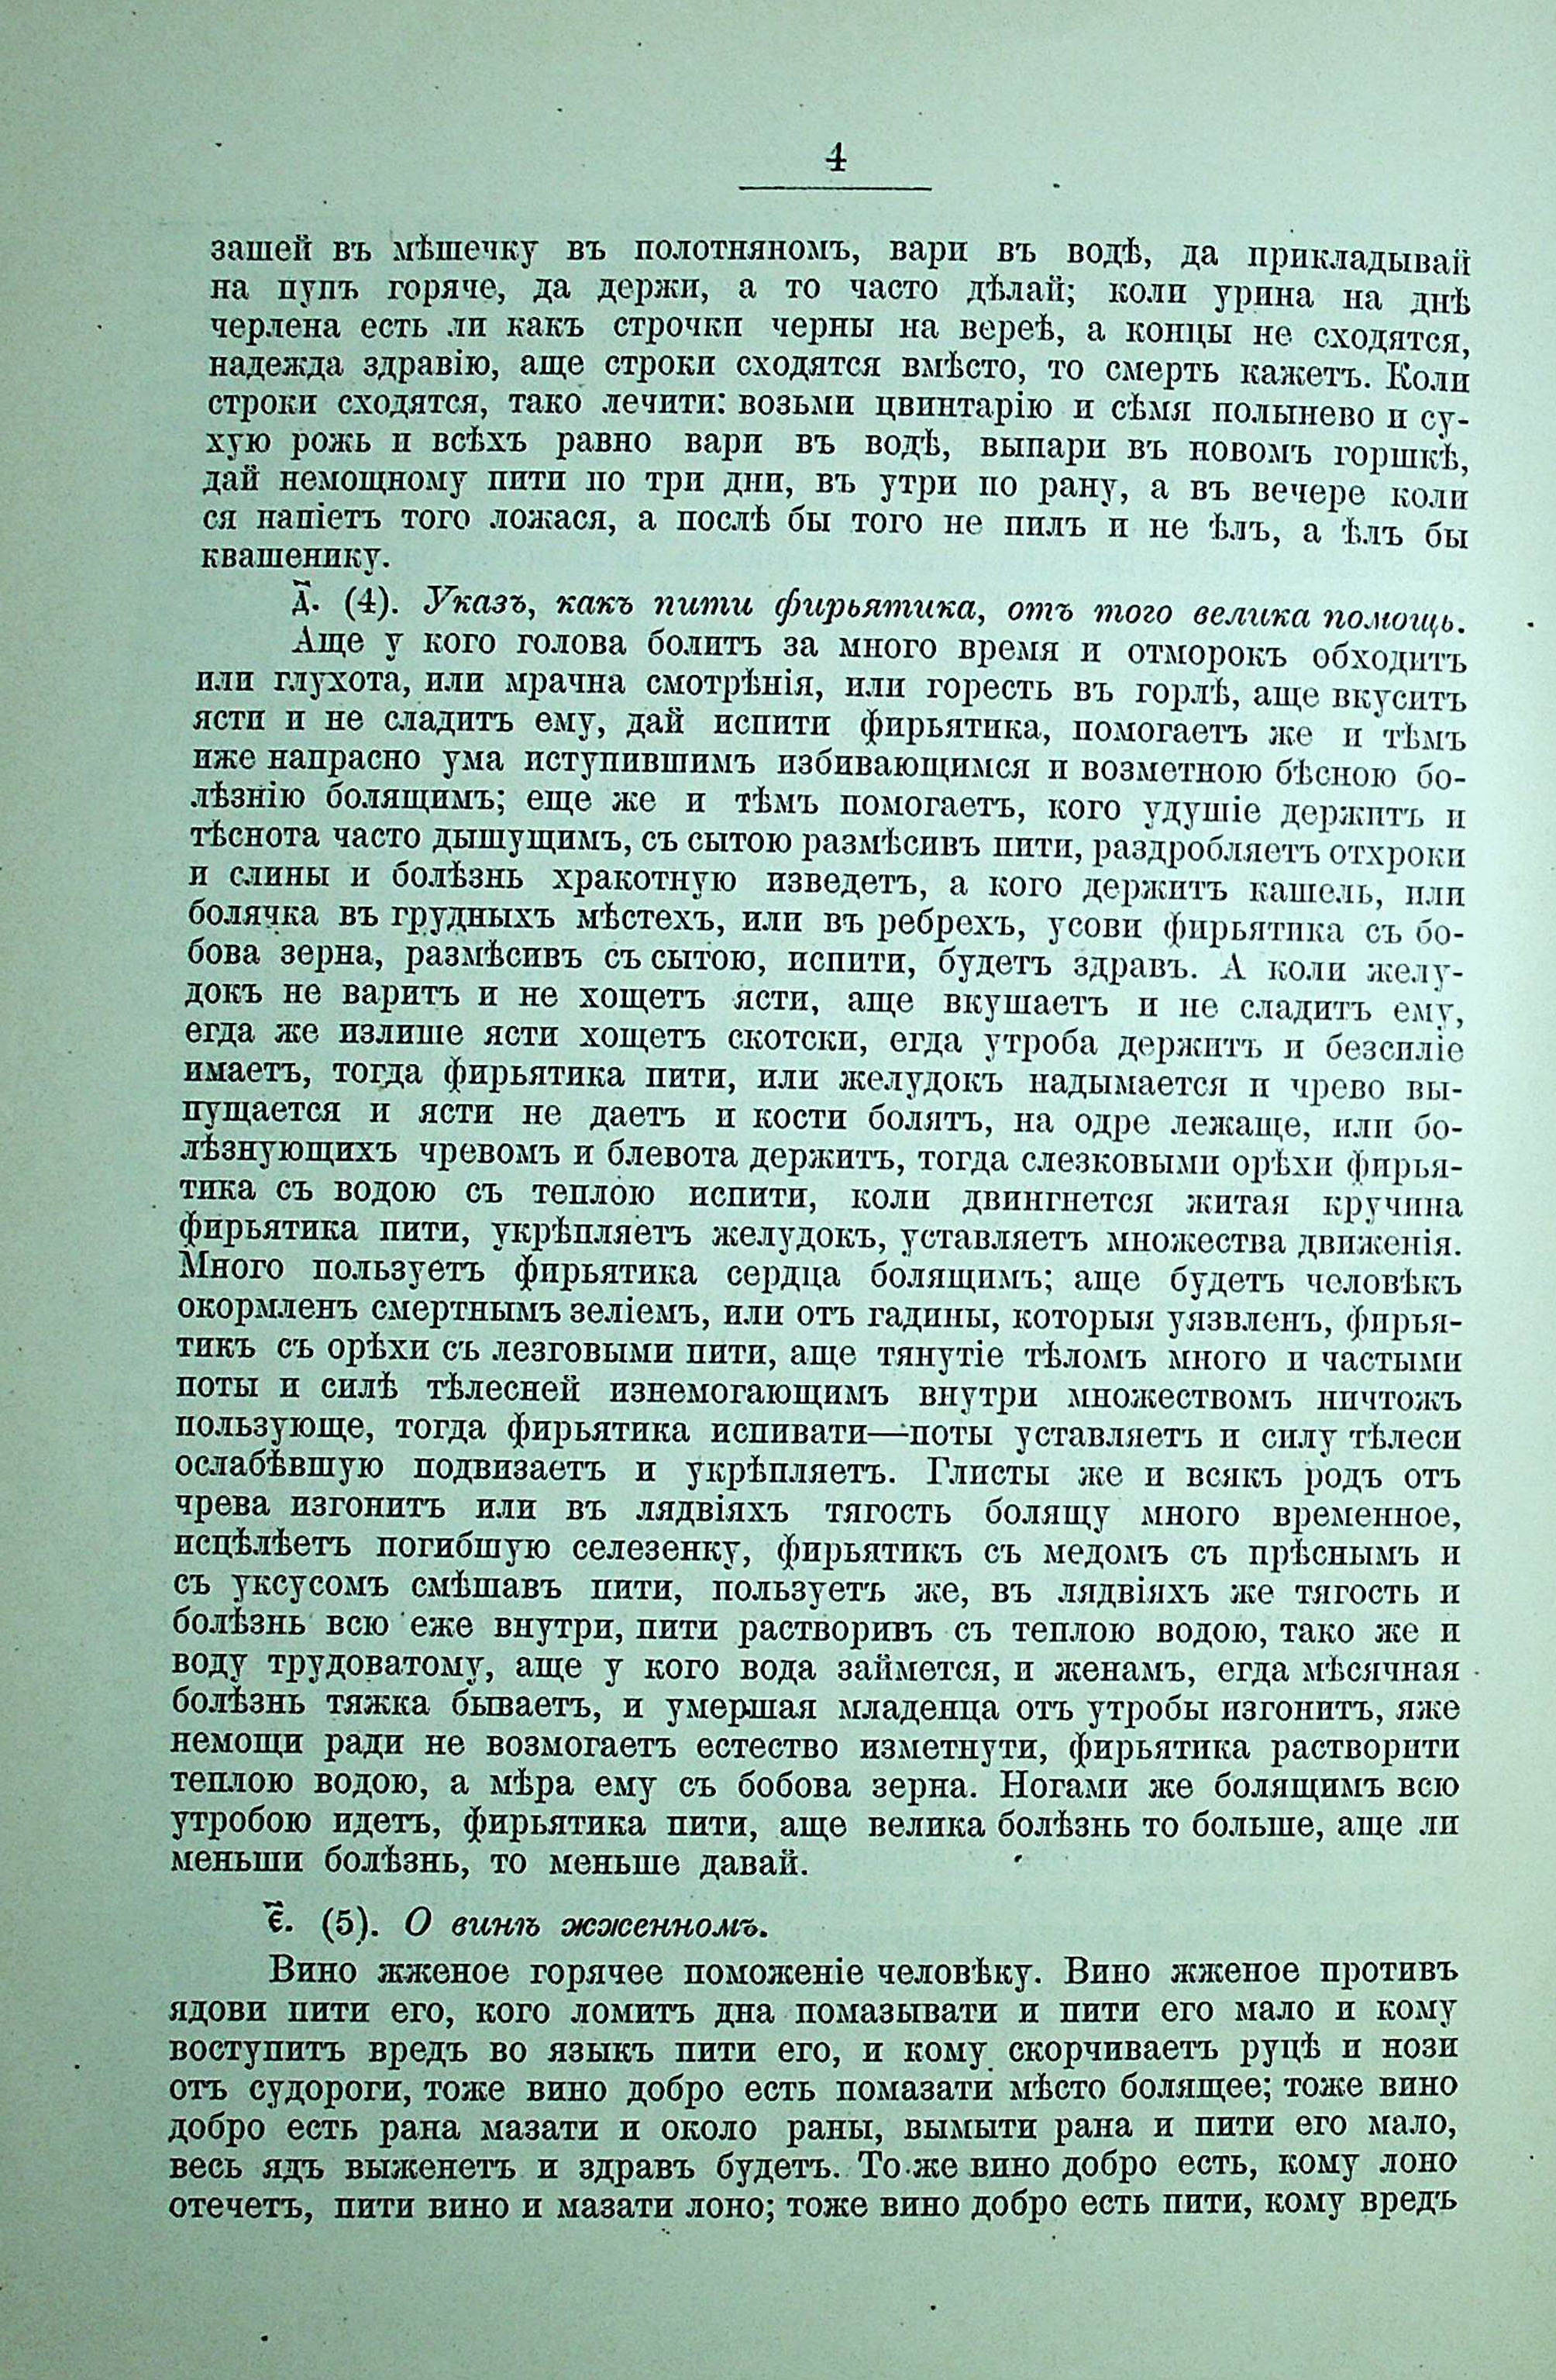 4
зашей въ мѣшечку въ полотняномъ, вари въ водѣ, да прикладывай
на пупъ горяче, да держи, а то часто дѣлай; коли урина на днѣ
черлена есть ли какъ строчки черны на вереѣ, а концы не сходятся,
надежда здравію, аще строки сходятся вмѣсто, то смерть кажетъ. Коли
строки сходятся, тако лечити: возьми цвинтарію и сѣмя полынево и су-
хую рожь и всѣхъ равно вари въ водѣ, выпари въ новомъ горшкѣ,
дай немощному пити по три дни, въ утри по рану, а въ вечере коли
ся напіетъ того ложася, а послѣ бы того не пилъ и не ѣлъ, а ѣлъ бы
квашенику.
д҃. (4). Указъ, какъ пити фирьятика, отъ того велика помощь.
Аще у кого голова болитъ за много время и отморокъ обходитъ
или глухота, или мрачна смотрѣнія, или горесть въ горлѣ, аще вкуситъ
ясти и не сладитъ ему, дай испити фирьятика, помогаетъ же и тѣмъ
иже напрасно ума иступившимъ избивающимся и возметною бѣсною бо-
лѣзнію болящимъ; еще же и тѣмъ помогаетъ, кого удушіе держитъ и
тѣснота часто дышущимъ, съ сытою размѣсивъ пити, раздробляетъ отхроки
и слины и болѣзнь хракотную изведетъ, а кого держитъ кашель, или
болячка въ грудныхъ мѣстехъ, или въ ребрехъ, усови фирьятика съ бо-
бова зерна, размѣсивъ съ сытою, испити, будетъ здравъ. А коли желу-
докъ не варитъ и не хощетъ ясти, аще вкушаетъ и не сладитъ ему,
егда же излише ясти хощетъ скотски, егда утроба держитъ и безсиліе
имаетъ, тогда фирьятика пити, или желудокъ надымается и чрево вы-
пущается и ясти не даетъ и кости болятъ, на одре лежаще, или бо-
лѣзнующихъ чревомъ и блевота держитъ, тогда слезковыми орѣхи фирья-
тика съ водою съ теплою испити, коли двингнется житая кручина
фирьятика пити, укрѣпляетъ желудокъ, уставляетъ множества движенія.
Много пользуетъ фирьятика сердца болящимъ; аще будетъ человѣкъ
окормленъ смертнымъ зеліемъ, или отъ гадины, которыя уязвленъ, фирья-
тикъ съ орѣхи съ лезговыми пити, аще тянутіе тѣломъ много и частыми
поты и силѣ тѣлесней изнемогающимъ внутри множествомъ ничтожъ
пользующе, тогда фирьятика испивати—поты уставляетъ и силу тѣлеси
ослабѣвшую подвизаетъ и укрѣпляетъ. Глисты же и всякъ родъ отъ
чрева изгонитъ или въ лядвіяхъ тягость болящу много временное,
исцѣлѣетъ погибшую селезенку, фирьятикъ съ медомъ съ прѣснымъ и
съ уксусомъ смѣшавъ пити, пользуетъ же, въ лядвіяхъ же тягость и
болѣзнь всю еже внутри, пити растворивъ съ теплою водою, тако же и
воду трудоватому, аще у кого вода займется, и женамъ, егда мѣсячная
болѣзнь тяжка бываетъ, и умершая младенца отъ утробы изгонитъ, яже
немощи ради не возмогаетъ естество изметнути, фирьятика растворити
теплою водою, а мѣра ему съ бобова зерна. Ногами же болящимъ всю
утробою идетъ, фирьятика пити, аще велика болѣзнь то больше, аще ли
меньши болѣзнь, то меньше давай.
є҃. (5). О винѣ жженномъ.
Вино жженое горячее поможеніе человѣку. Вино жженое противъ
ядови пити его, кого ломитъ дна помазывати и пити его мало и кому
воступитъ вредъ во языкъ пити его, и кому скорчиваетъ руцѣ и нози
отъ судороги, тоже вино добро есть помазати мѣсто болящее; тоже вино
добро есть рана мазати и около раны, вымыти рана и пити его мало,
весь ядъ выженетъ и здравъ будетъ. То же вино добро есть, кому лоно
отечетъ, пити вино и мазати лоно; тоже вино добро есть пити, кому вредъ